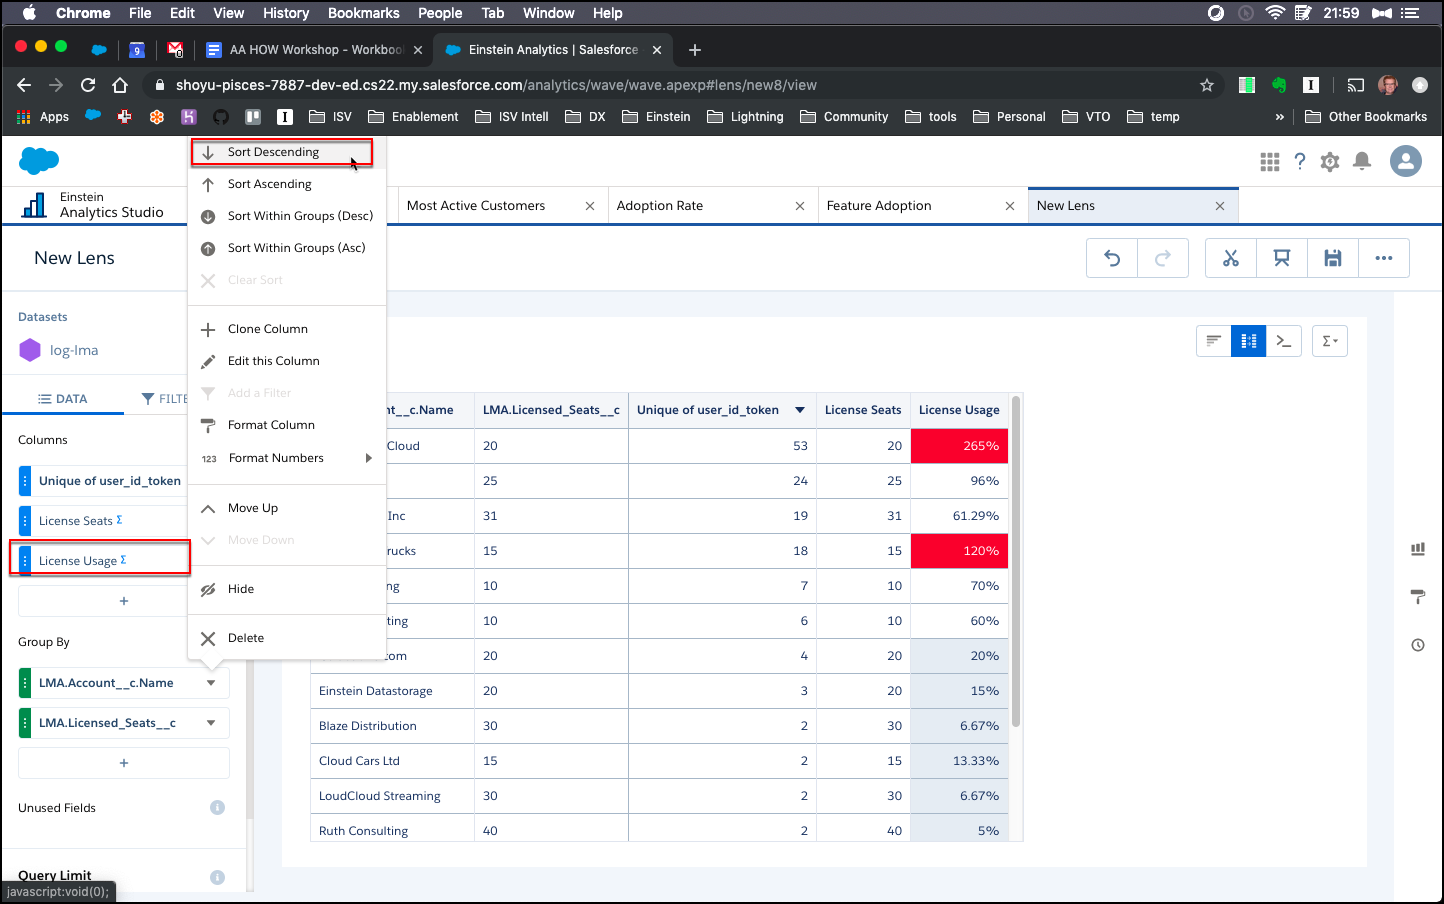 Chrome File Edit View History Bookmarks People Tab Window Help 21:59
9 0 AA HOW Workshop - Workbook Einstein Analytics | Salesforce
shoyu-pisces-7887-dev-ed.cs22.my.salesforce.com/analytics/wave/wave.apexp#lens/new8/view
Apps ISV Enablement ISV Intell DX Einstein Lightning Community tools Personal VTO temp » Other Bookmarks
Einstein
Analytics Studio
Most Active Customers
Adoption Rate
Feature Adoption
New Lens
New Lens
Sort Descending
Sort Ascending
Sort Within Groups (Desc)
Sort Within Groups (Asc)
Clear Sort
Clone Column
Edit this Column
Add a Filter
Format Column
123 Format Numbers
Move Up
Move Down
Hide
Delete
Datasets
log-lma
DATA
FILTE
Columns
Unique of user_id_token
License Seats Σ
License Usage Σ
+
Group By
LMA.Account__c.Name
LMA.Licensed_Seats__c
+
Unused Fields
Query Limit
javascript:void(0);
nt__c.Name LMA.Licensed_Seats__c Unique of user_id_token License Seats License Usage
Cloud 20 53 20 265%
25 24 25 96%
Inc 31 19 31 61.29%
rucks 15 18 15 120%
ng 10 7 10 70%
ting 10 6 10 60%
com 20 4 20 20%
Einstein Datastorage 20 3 20 15%
Blaze Distribution 30 2 30 6.67%
Cloud Cars Ltd 15 2 15 13.33%
LoudCloud Streaming 30 2 30 6.67%
Ruth Consulting 40 2 40 5%